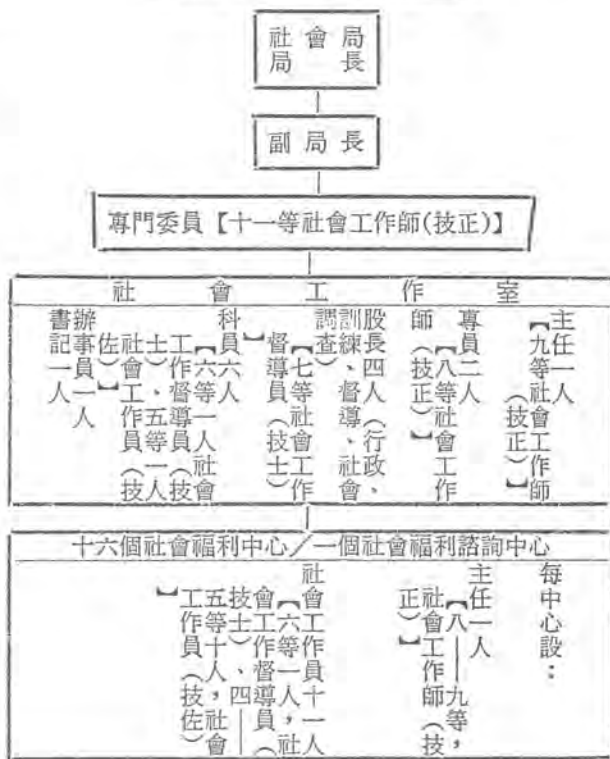 社會局
局長
副局長
專門委員【十一等社會工作師(技正)】
社會工作室
主任一人
【九等社會工作師
（技正）】
專員二人
【八等社會工作
師（技正）】
股長四人（行政、
訓練、督導、社會
調查）
【七等社會工作
督導員（技士）
】
科員六人
【六等一人社會
工作督導員（技
士）、五等一人
社會工作員（技
佐）】
辦事員一人
書記一人
十六個社會福利中心／一個社會福利諮詢中心
每中心設：
主任一人
【八——九等，
社會工作師（技
正）】
社會工作員十一人
【六等一人，社
會工作督導員（
技士）、四——
五等十人，社會
工作員（技佐）
】